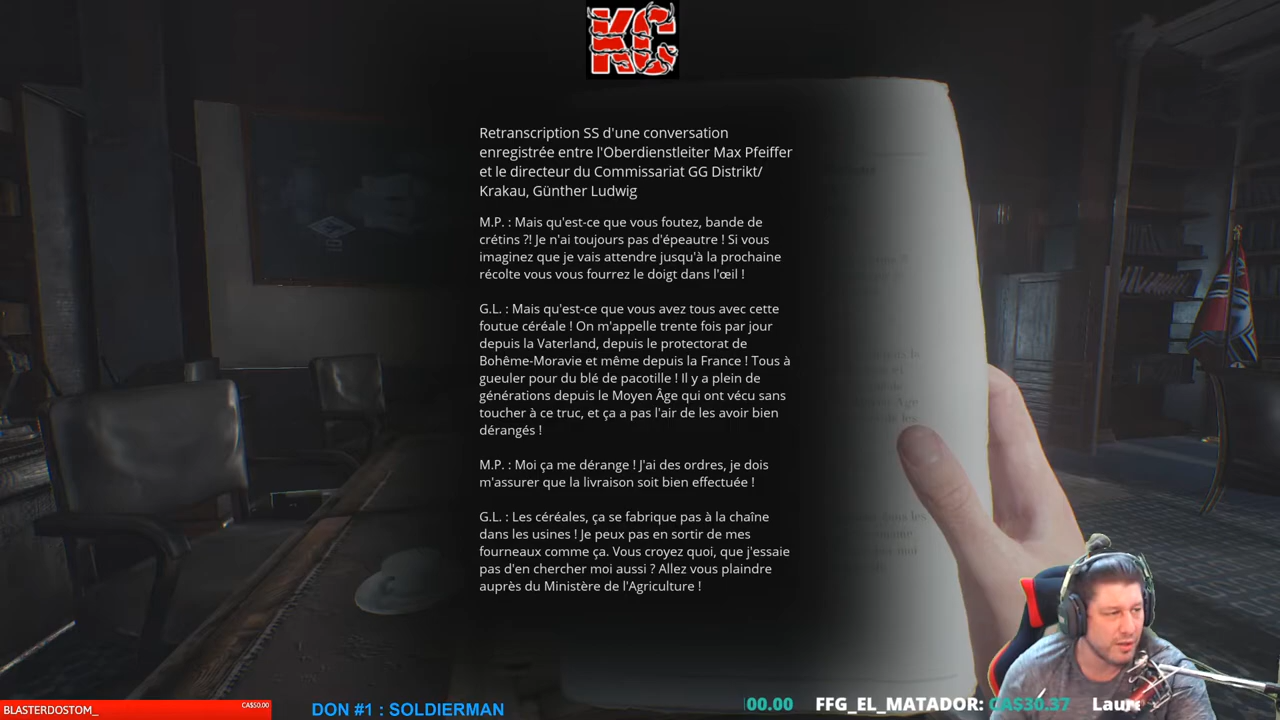 KC
Retranscription SS d'une conversation
enregistrée entre l'Oberdienstleiter Max Pfeiffer
et le directeur du Commissariat GG Distrikt/
Krakau, Günther Ludwig
M.P. : Mais qu'est-ce que vous foutez, bande de
crétins ?! Je n'ai toujours pas d'épeautre ! Si vous
imaginez que je vais attendre jusqu'à la prochaine
récolte vous vous fourrez le doigt dans l'œil !
G.L. : Mais qu'est-ce que vous avez tous avec cette
foutue céréale ! On m'appelle trente fois par jour
depuis la Vaterland, depuis le protectorat de
Bohême-Moravie et même depuis la France ! Tous à
gueuler pour du blé de pacotille ! Il y a plein de
générations depuis le Moyen Âge qui ont vécu sans
toucher à ce truc, et ça a pas l'air de les avoir bien
dérangés !
M.P. : Moi ça me dérange ! J'ai des ordres, je dois
m'assurer que la livraison soit bien effectuée !
G.L. : Les céréales, ça se fabrique pas à la chaîne
dans les usines ! Je peux pas en sortir de mes
fourneaux comme ça. Vous croyez quoi, que j'essaie
pas d'en chercher moi aussi ? Allez vous plaindre
auprès du Ministère de l'Agriculture !
BLASTERDOSTOM_ CA$50.00
DON #1 : SOLDIERMAN
00.00 FFG_EL_MATADOR: CA$30.37 Laure